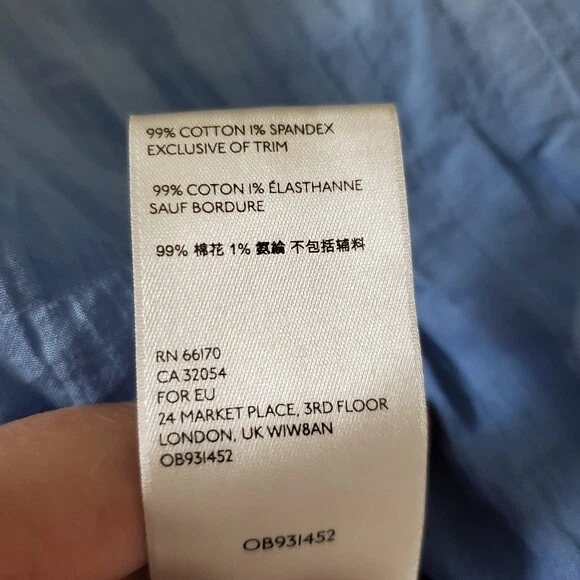 99% COTTON 1% SPANDEX
EXCLUSIVE OF TRIM
99% COTON 1% ÉLASTHANNE
SAUF BORDURE
99% 棉花 1% 氨綸 不包括辅料
RN 66170
CA 32054
FOR EU
24 MARKET PLACE, 3RD FLOOR
LONDON, UK W1W8AN
OB931452
OB931452